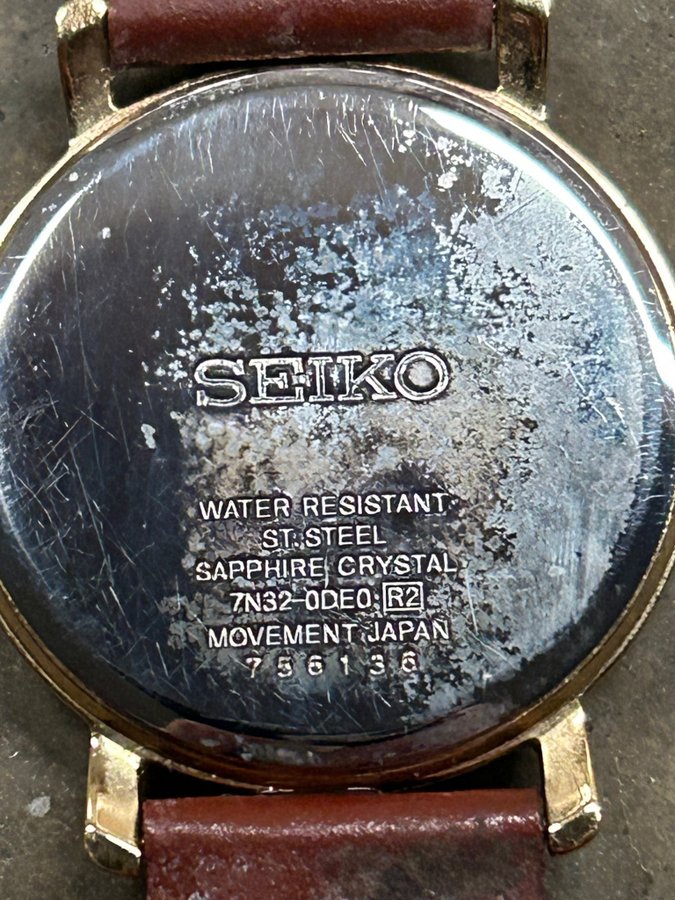 SEIKO
WATER RESISTANT
ST.STEEL
SAPPHIRE CRYSTAL
7N32-0DE0 R2
MOVEMENT JAPAN
756136